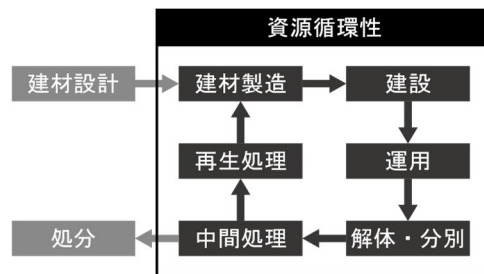 資源循環性
建材設計
建材製造
建設
再生処理
運用
処分
中間処理
解体・分別